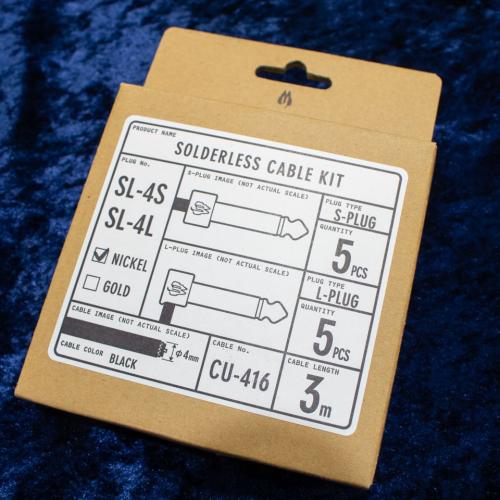 PRODUCT NAME
SOLDERLESS CABLE KIT
PLUG No.
SL-4S
SL-4L
NICKEL
GOLD
S-PLUG IMAGE (NOT ACTUAL SCALE)
L-PLUG IMAGE (NOT ACTUAL SCALE)
PLUG TYPE
S-PLUG
QUANTITY
5PCS
PLUG TYPE
L-PLUG
QUANTITY
5PCS
CABLE IMAGE (NOT ACTUAL SCALE)
φ4mm
CABLE COLOR BLACK
CABLE No.
CU-416
CABLE LENGTH
3m